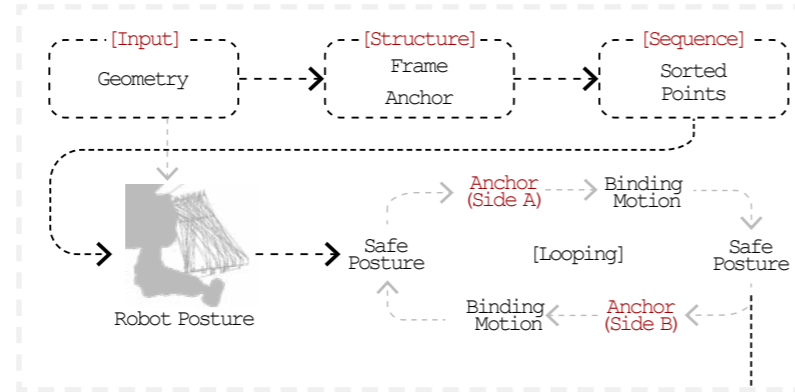 [Input]
Geometry
[Structure]
Frame
Anchor
[Sequence]
Sorted
Points
Robot Posture
Safe
Posture
Anchor
(Side A)
Binding
Motion
[Looping]
Safe
Posture
Anchor
(Side B)
Binding
Motion